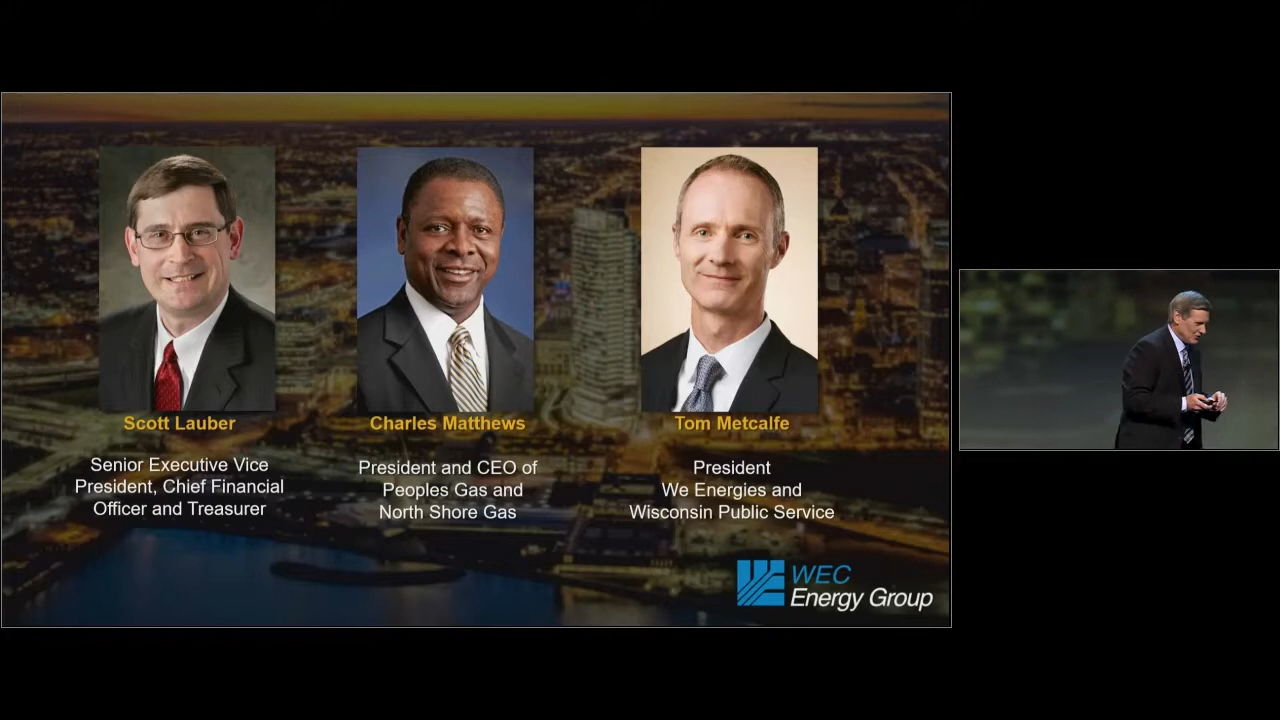 Scott Lauber
Senior Executive Vice
President, Chief Financial
Officer and Treasurer
Charles Matthews
President and CEO of
Peoples Gas and
North Shore Gas
Tom Metcalfe
President
We Energies and
Wisconsin Public Service
WEC
Energy Group